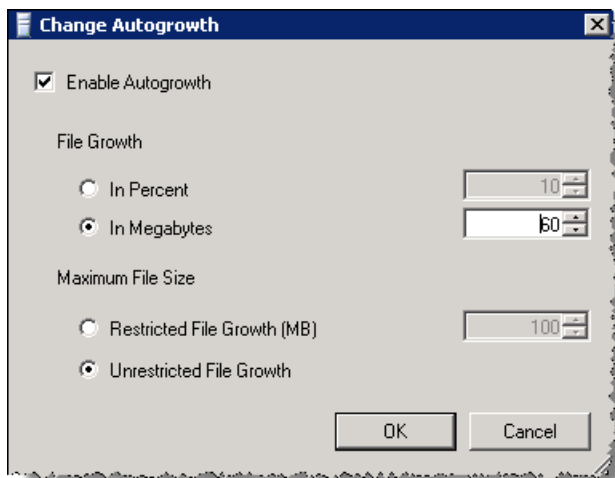 Change Autogrowth
Enable Autogrowth
File Growth
In Percent 10
In Megabytes 60
Maximum File Size
Restricted File Growth (MB) 100
Unrestricted File Growth
OK Cancel